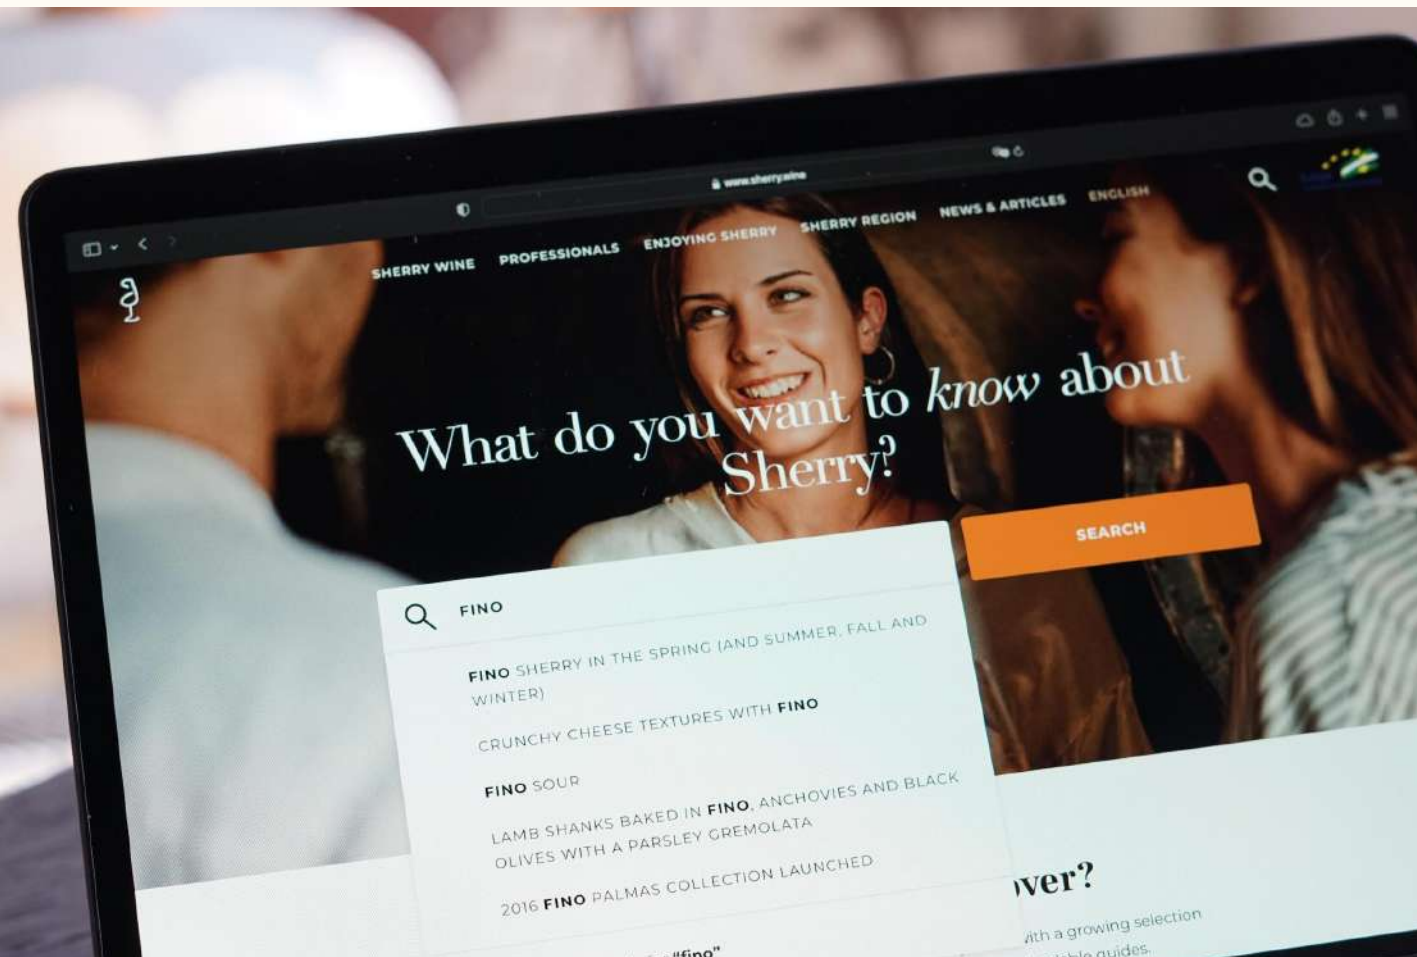 www.sherry.wine
SHERRY WINE PROFESSIONALS ENJOYING SHERRY SHERRY REGION NEWS & ARTICLES ENGLISH
What do you want to know about
Sherry?
SEARCH
FINO
FINO SHERRY IN THE SPRING (AND SUMMER, FALL AND
WINTER)
CRUNCHY CHEESE TEXTURES WITH FINO
FINO SOUR
LAMB SHANKS BAKED IN FINO, ANCHOVIES AND BLACK
OLIVES WITH A PARSLEY GREMOLATA
2016 FINO PALMAS COLLECTION LAUNCHED
"fino"
over?
with a growing selection
guides.